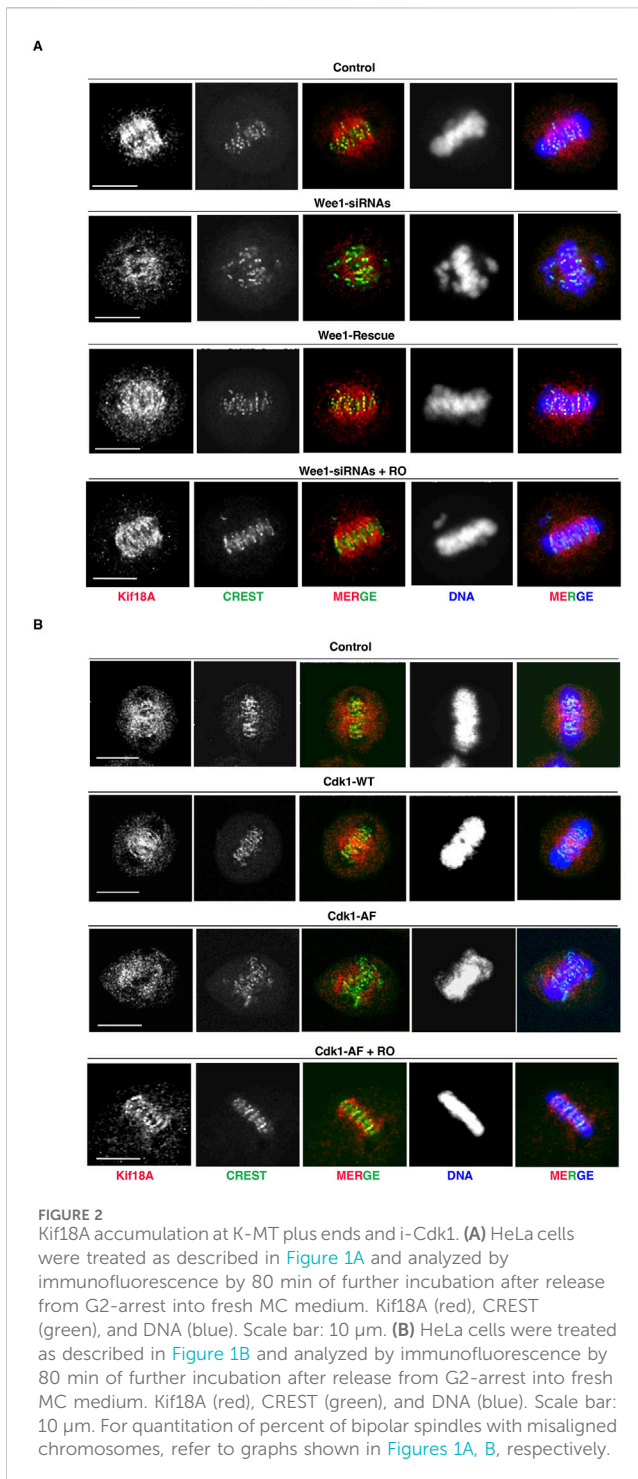 A
Control
Wee1-siRNAs
Wee1-Rescue
Wee1-siRNAs + RO
Kif18A CREST MERGE DNA MERGE
B
Control
Cdk1-WT
Cdk1-AF
Cdk1-AF + RO
Kif18A CREST MERGE DNA MERGE
FIGURE 2
Kif18A accumulation at K-MT plus ends and i-Cdk1. (A) HeLa cells
were treated as described in Figure 1A and analyzed by
immunofluorescence by 80 min of further incubation after release
from G2-arrest into fresh MC medium. Kif18A (red), CREST
(green), and DNA (blue). Scale bar: 10 μm. (B) HeLa cells were treated
as described in Figure 1B and analyzed by immunofluorescence by
80 min of further incubation after release from G2-arrest into fresh
MC medium. Kif18A (red), CREST (green), and DNA (blue). Scale bar:
10 μm. For quantitation of percent of bipolar spindles with misaligned
chromosomes, refer to graphs shown in Figures 1A, B, respectively.